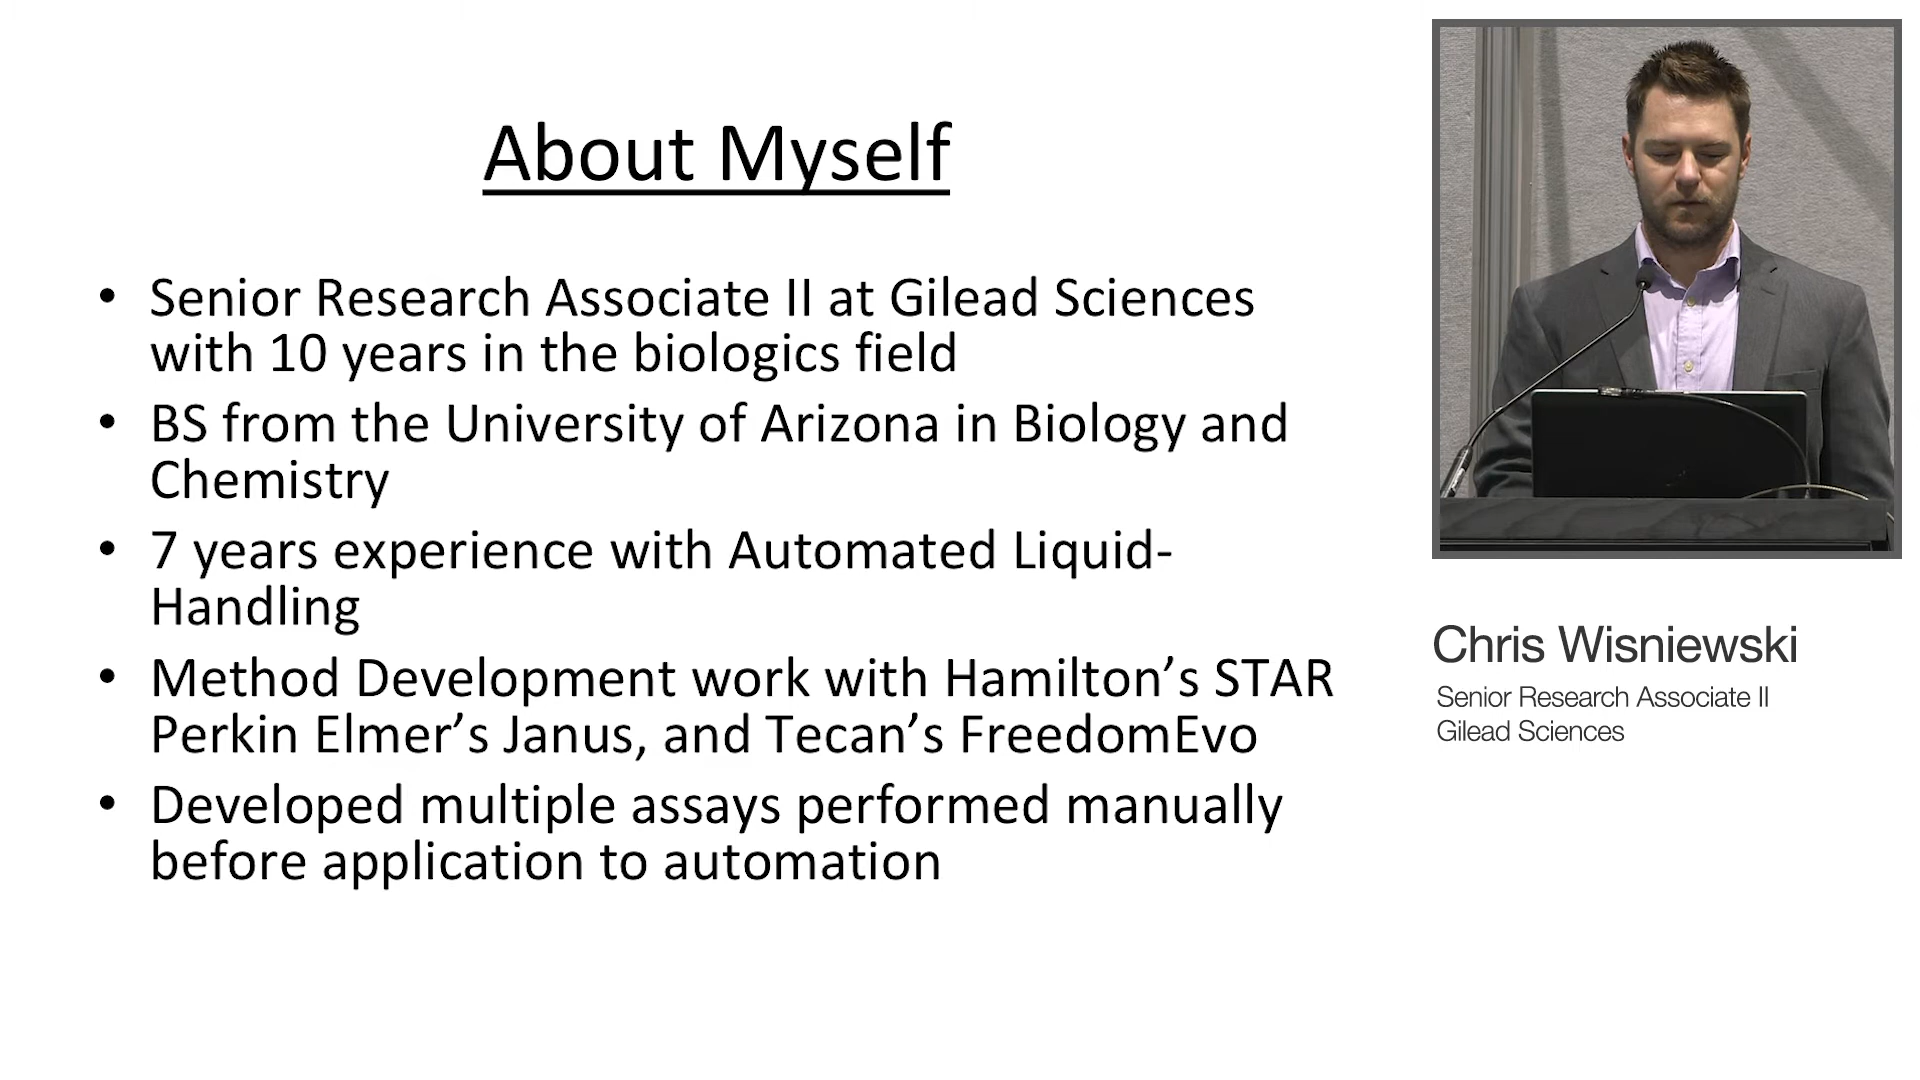 About Myself
• Senior Research Associate II at Gilead Sciences
with 10 years in the biologics field
• BS from the University of Arizona in Biology and
Chemistry
• 7 years experience with Automated Liquid-
Handling
• Method Development work with Hamilton’s STAR
Perkin Elmer’s Janus, and Tecan’s FreedomEvo
• Developed multiple assays performed manually
before application to automation
Chris Wisniewski
Senior Research Associate II
Gilead Sciences